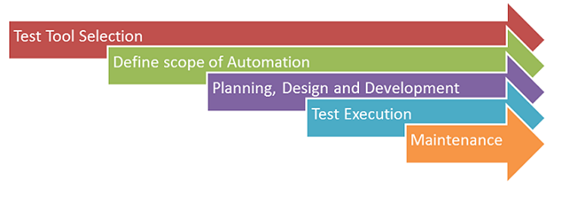 Test Tool Selection
Define scope of Automation
Planning, Design and Development
Test Execution
Maintenance